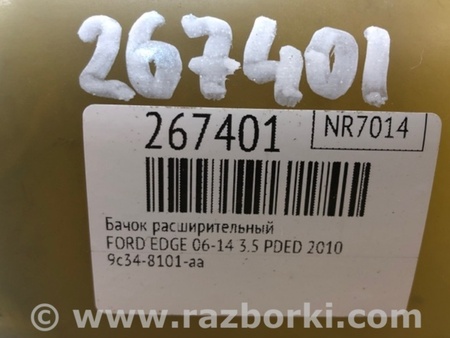 267401
267401
NR7014
Бачок расширительный
FORD EDGE 06-14 3.5 PDED 2010
9c34-8101-aa
© www.razborki.com